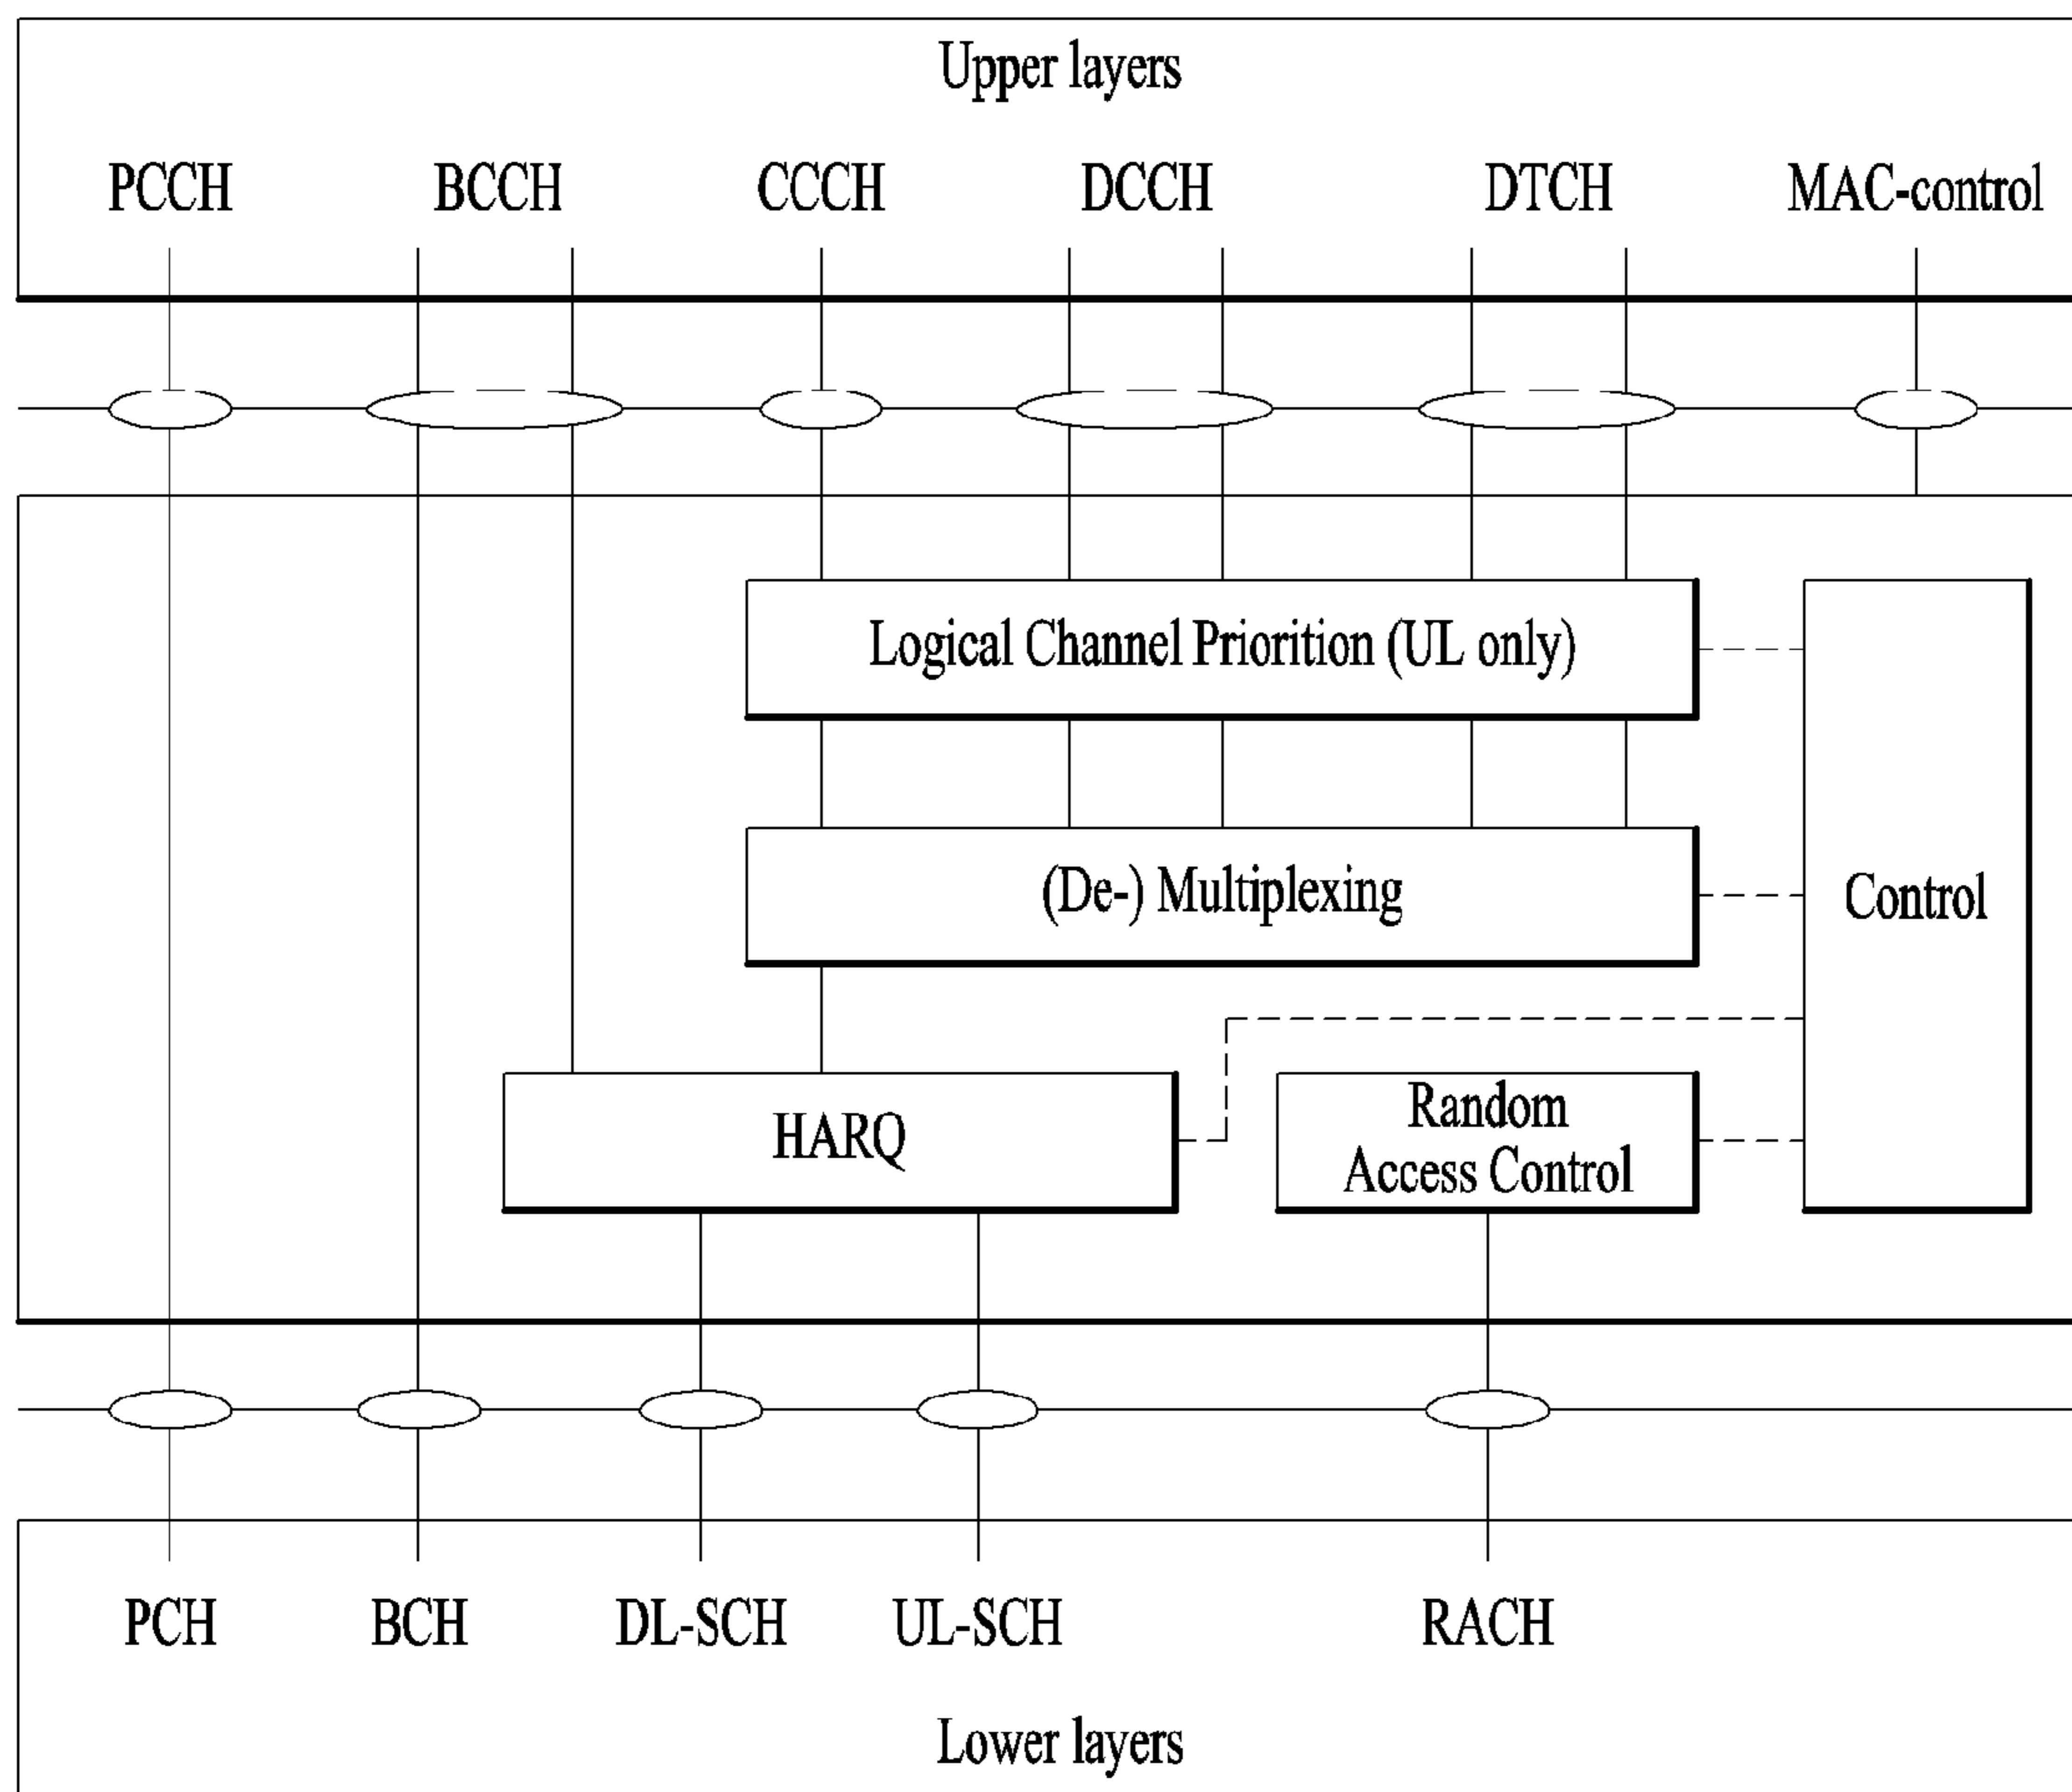 Upper layers
PCCH
BCCH
CCCH
DCCH
DTCH
MAC-control
Logical Channel Priorition (UL only)
(De-) Multiplexing
Control
HARQ
Random
Access Control
PCH
BCH
DL-SCH
UL-SCH
RACH
Lower layers